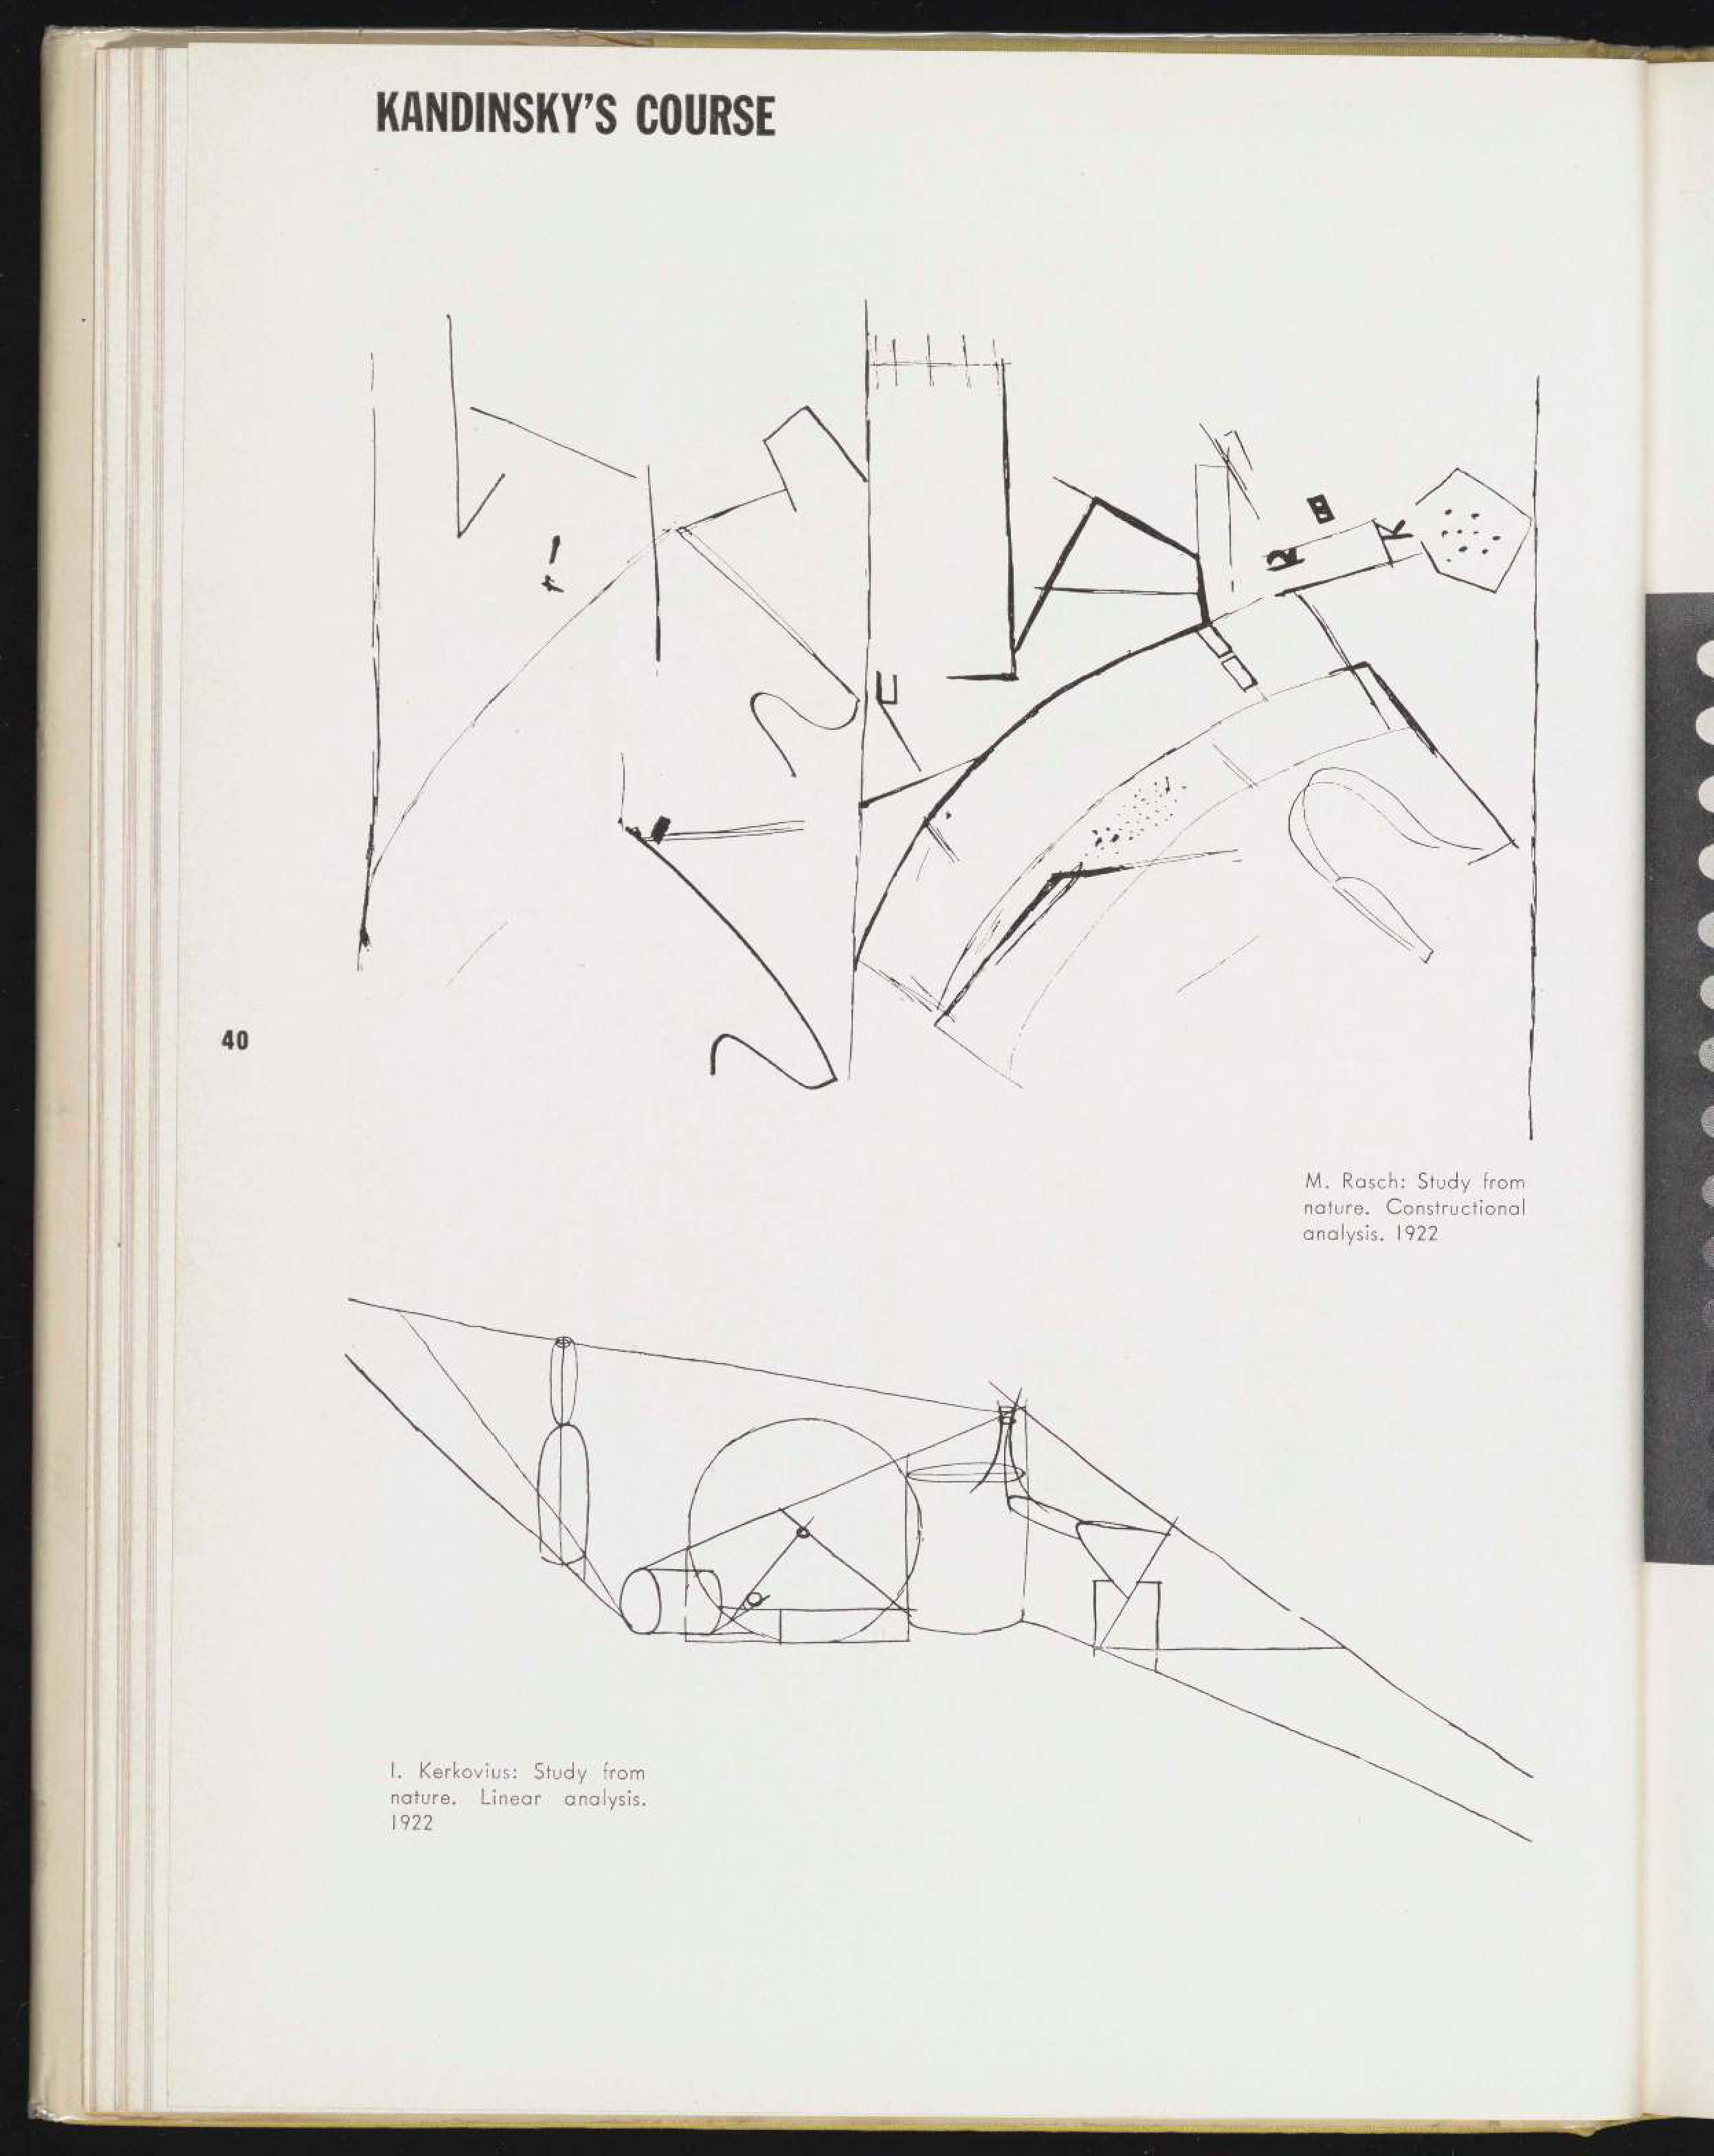 KANDINSKY'S COURSE
40
M. Rasch: Study from
nature. Constructional
analysis. 1922
I. Kerkovius: Study from
nature. Linear analysis.
1922